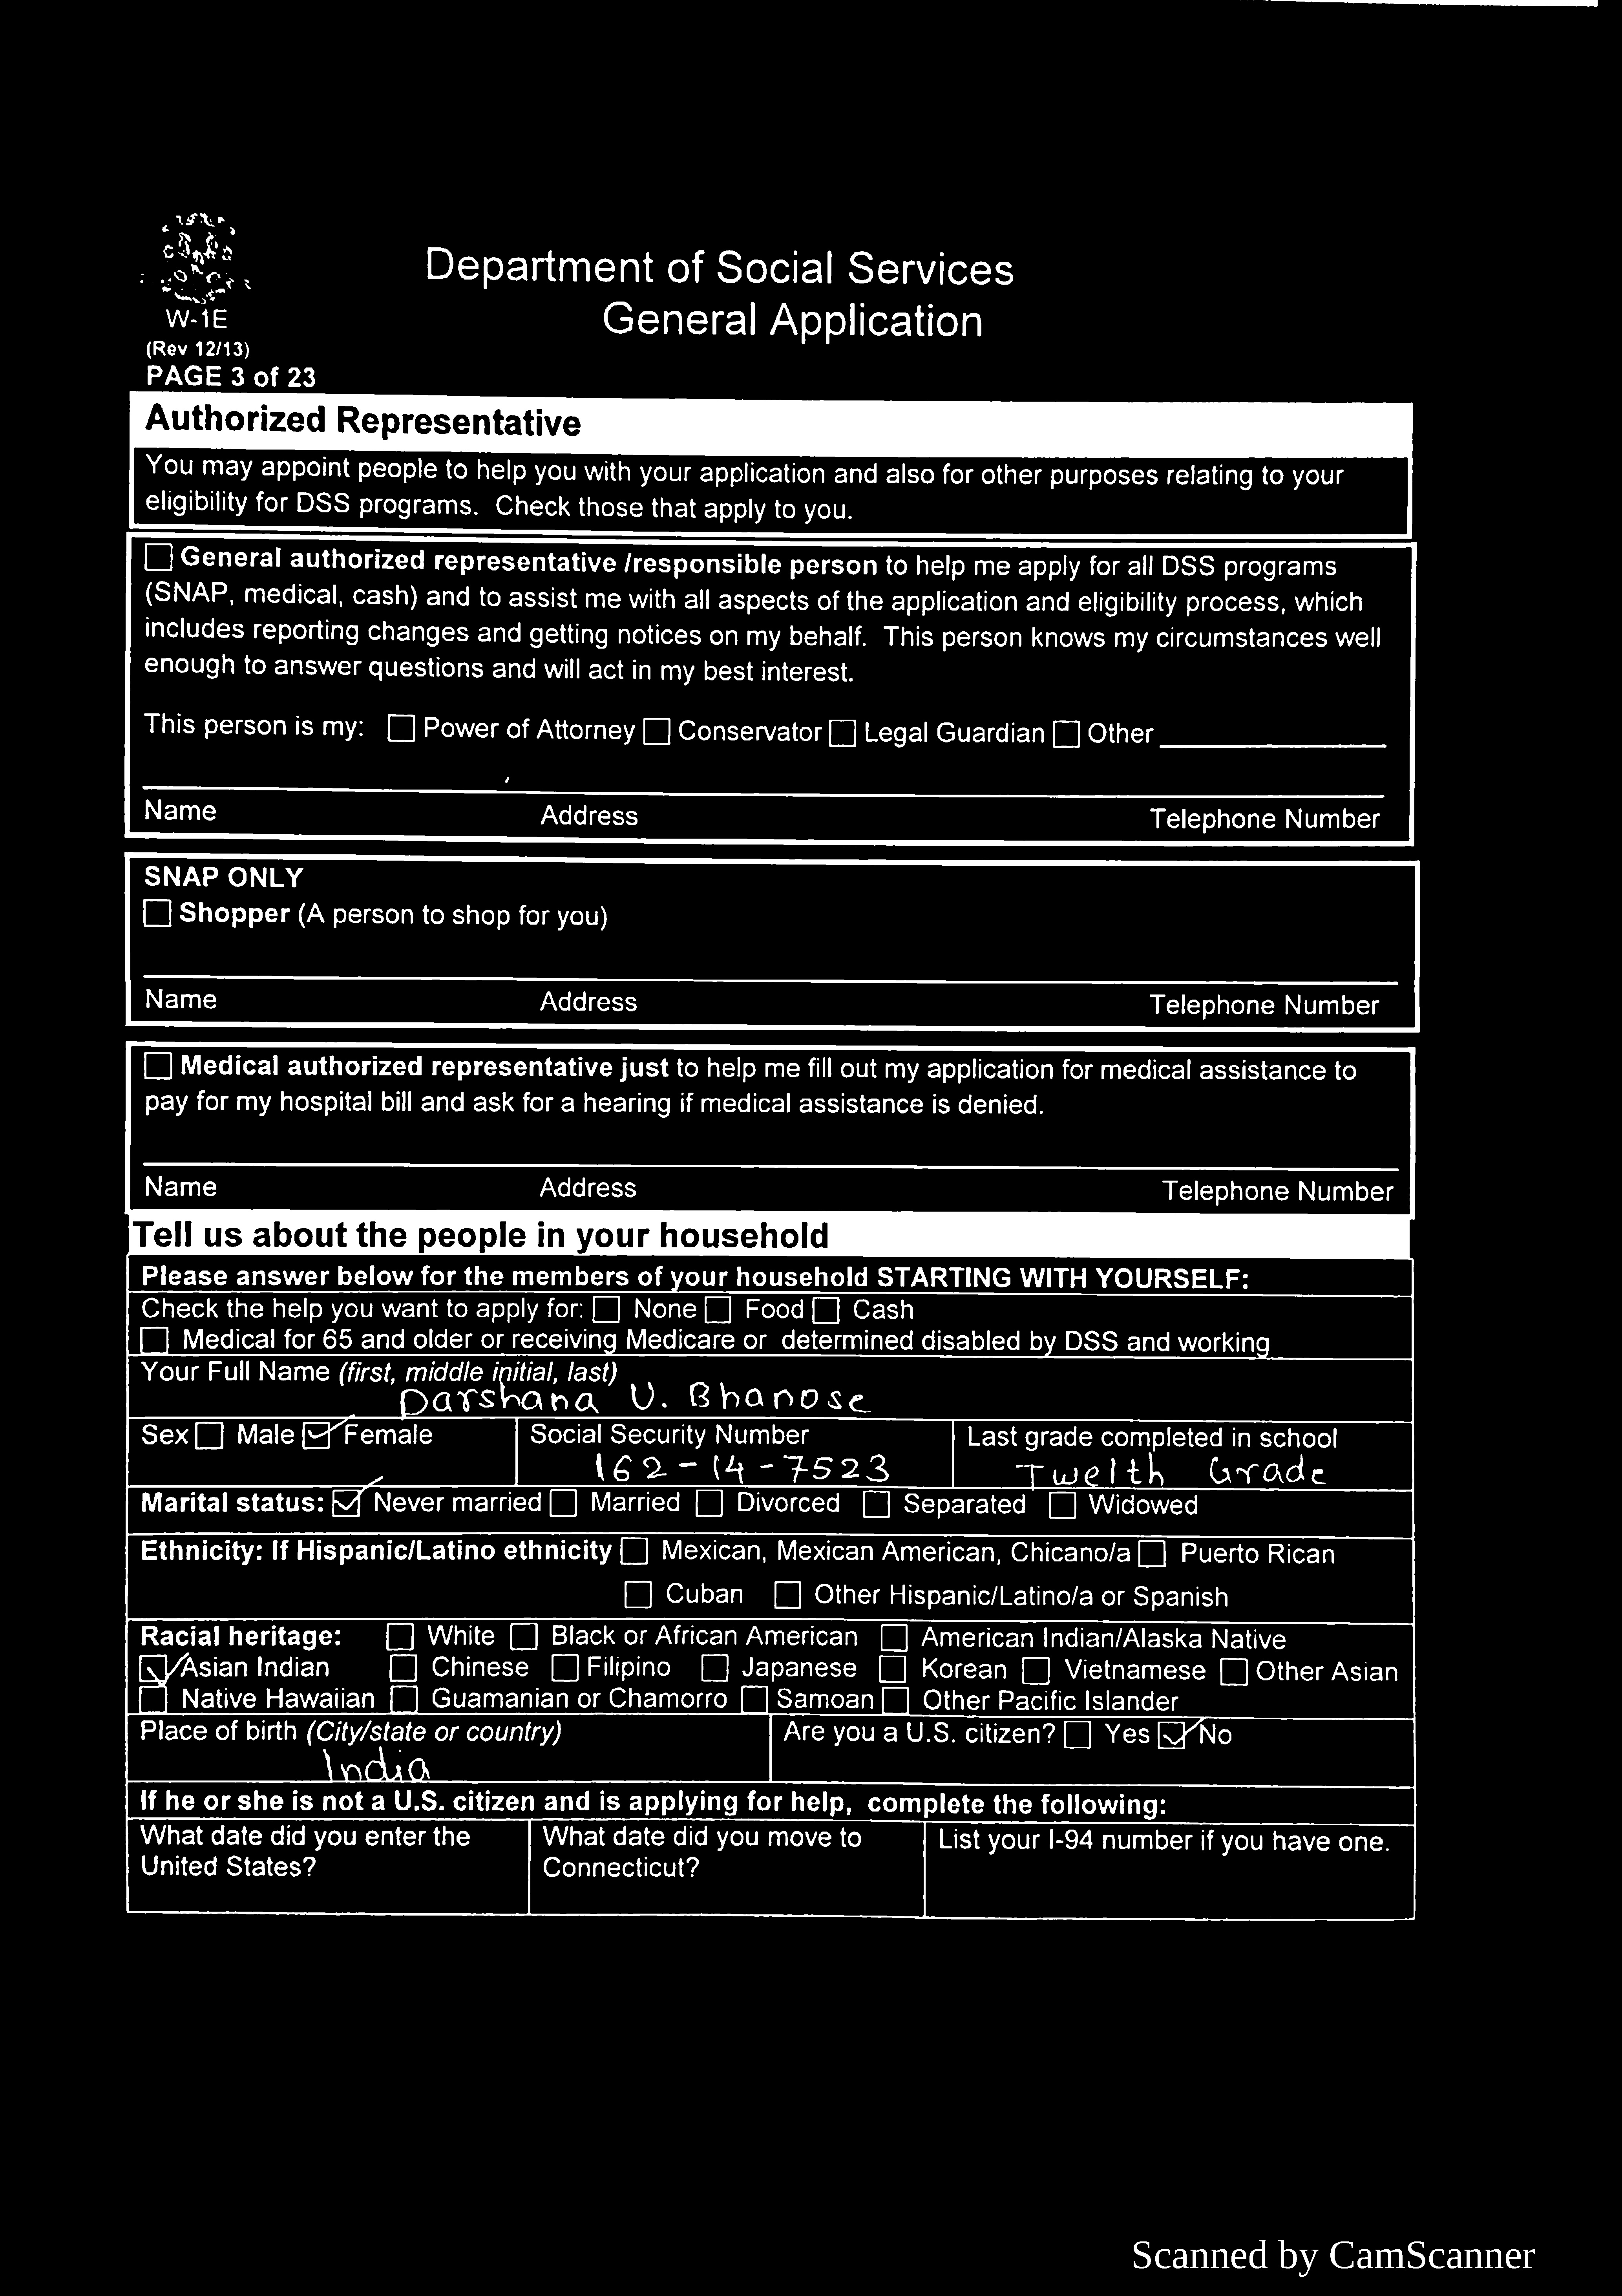 W-1E
(Rev 12/13)
PAGE 3 of 23
Department of Social Services
General Application
Authorized Representative
You may appoint people to help you with your application and also for other purposes relating to your
eligibility for DSS programs. Check those that apply to you.
☐ General authorized representative /responsible person to help me apply for all DSS programs
(SNAP, medical, cash) and to assist me with all aspects of the application and eligibility process, which
includes reporting changes and getting notices on my behalf. This person knows my circumstances well
enough to answer questions and will act in my best interest.
This person is my: ☐ Power of Attorney ☐ Conservator ☐ Legal Guardian ☐ Other
Name Address Telephone Number
SNAP ONLY
☐ Shopper (A person to shop for you)
Name Address Telephone Number
☐ Medical authorized representative just to help me fill out my application for medical assistance to
pay for my hospital bill and ask for a hearing if medical assistance is denied.
Name Address Telephone Number
Tell us about the people in your household
Please answer below for the members of your household STARTING WITH YOURSELF:
Check the help you want to apply for: ☐ None ☐ Food ☐ Cash
☐ Medical for 65 and older or receiving Medicare or determined disabled by DSS and working
Your Full Name (first, middle initial, last)
Darshana U. Bhanose
Sex ☐ Male ☑ Female Social Security Number Last grade completed in school
162-14-7523 Twelth Grade
Marital status: ☑ Never married ☐ Married ☐ Divorced ☐ Separated ☐ Widowed
Ethnicity: If Hispanic/Latino ethnicity ☐ Mexican, Mexican American, Chicano/a ☐ Puerto Rican
☐ Cuban ☐ Other Hispanic/Latino/a or Spanish
Racial heritage: ☐ White ☐ Black or African American ☐ American Indian/Alaska Native
☑ Asian Indian ☐ Chinese ☐ Filipino ☐ Japanese ☐ Korean ☐ Vietnamese ☐ Other Asian
☐ Native Hawaiian ☐ Guamanian or Chamorro ☐ Samoan ☐ Other Pacific Islander
Place of birth (City/state or country) Are you a U.S. citizen? ☐ Yes ☑ No
India
If he or she is not a U.S. citizen and is applying for help, complete the following:
What date did you enter the What date did you move to List your I-94 number if you have one.
United States? Connecticut?
Scanned by CamScanner